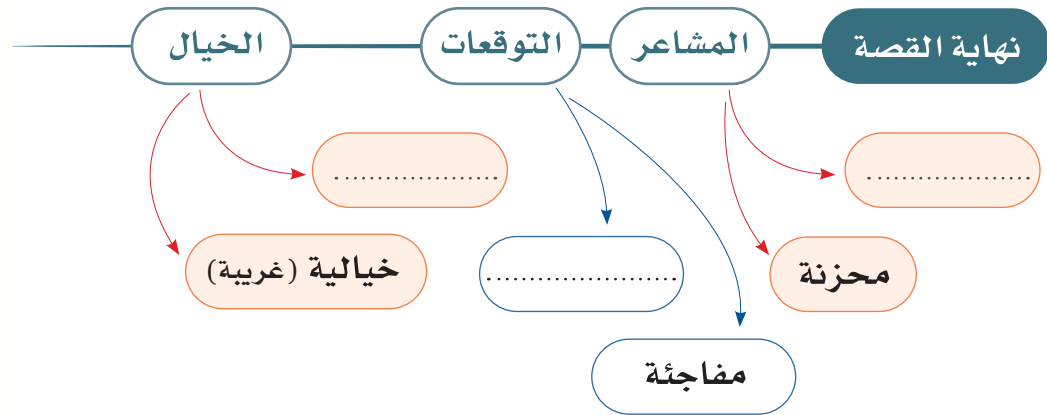 نهاية القصة
المشاعر
التوقعات
الخيال
....................
....................
محزنة
........................
خيالية (غريبة)
مفاجئة